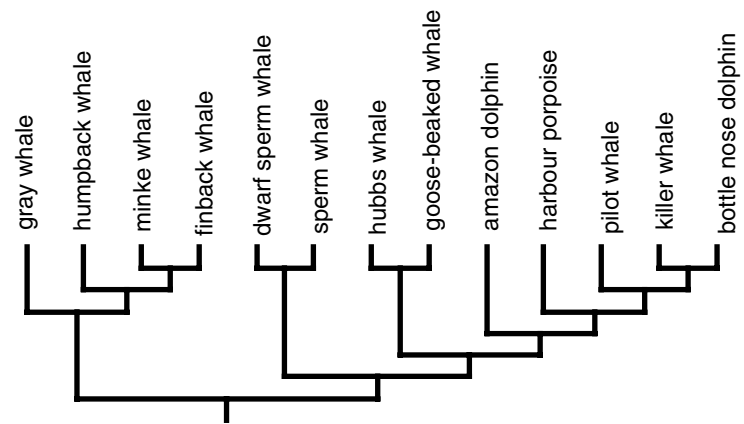 gray whale
humpback whale
minke whale
finback whale
dwarf sperm whale
sperm whale
hubbs whale
goose-beaked whale
amazon dolphin
harbour porpoise
pilot whale
killer whale
bottle nose dolphin